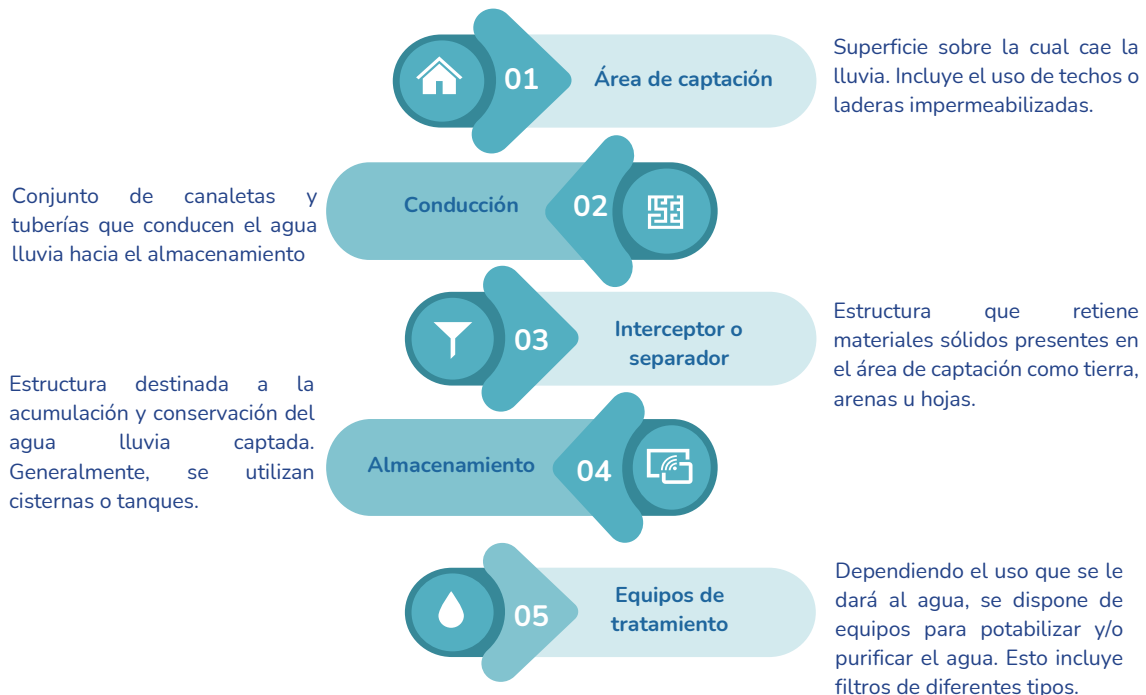 01
Área de captación
Superficie sobre la cual cae la
lluvia. Incluye el uso de techos o
laderas impermeabilizadas.
Conjunto de canaletas y
tuberías que conducen el agua
lluvia hacia el almacenamiento
Conducción
02
03
Interceptor o
separador
Estructura que retiene
materiales sólidos presentes en
el área de captación como tierra,
arenas u hojas.
Estructura destinada a la
acumulación y conservación del
agua lluvia captada.
Generalmente, se utilizan
cisternas o tanques.
Almacenamiento
04
05
Equipos de
tratamiento
Dependiendo el uso que se le
dará al agua, se dispone de
equipos para potabilizar y/o
purificar el agua. Esto incluye
filtros de diferentes tipos.